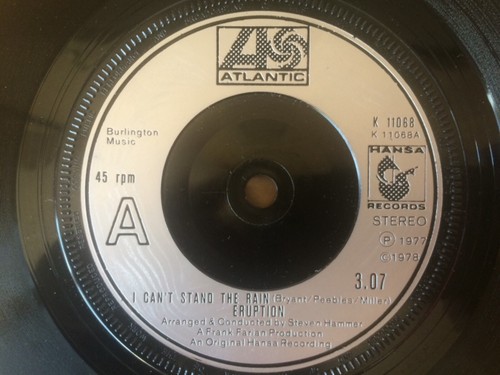 ATLANTIC
Burlington
Music
K 11068
K 11068A
HANSA
RECORDS
45 rpm
STEREO
A
Ⓟ 1977
© 1978
3.07
I CAN'T STAND THE RAIN (Bryant/Peebles/Miller)
ERUPTION
Arranged & Conducted by Steven Hammer
A Frank Farian Production
An Original Hansa Recording